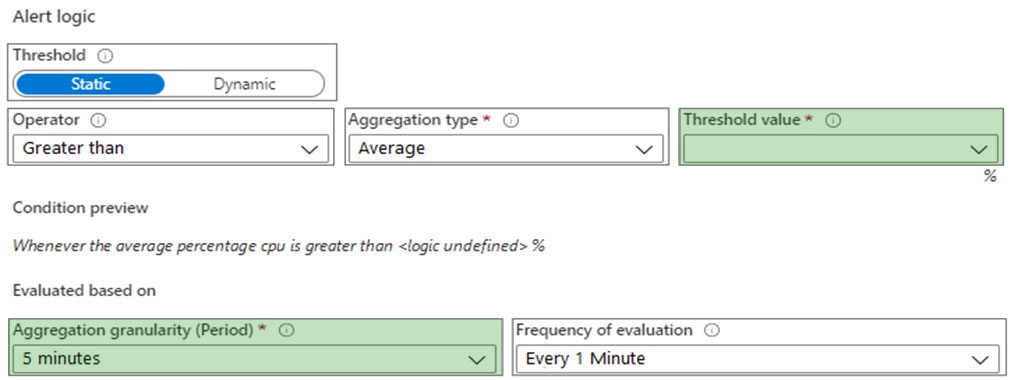 Alert logic
Threshold
Static Dynamic
Operator Aggregation type * Threshold value *
Greater than Average
%
Condition preview
Whenever the average percentage cpu is greater than <logic undefined> %
Evaluated based on
Aggregation granularity (Period) * Frequency of evaluation
5 minutes Every 1 Minute